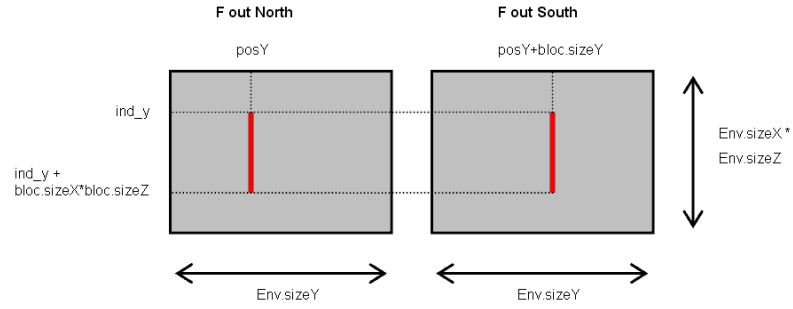 F out North
F out South
posY
posY+bloc.sizeY
ind_y
ind_y +
bloc.sizeX*bloc.sizeZ
Env.sizeX *
Env.sizeZ
Env.sizeY
Env.sizeY